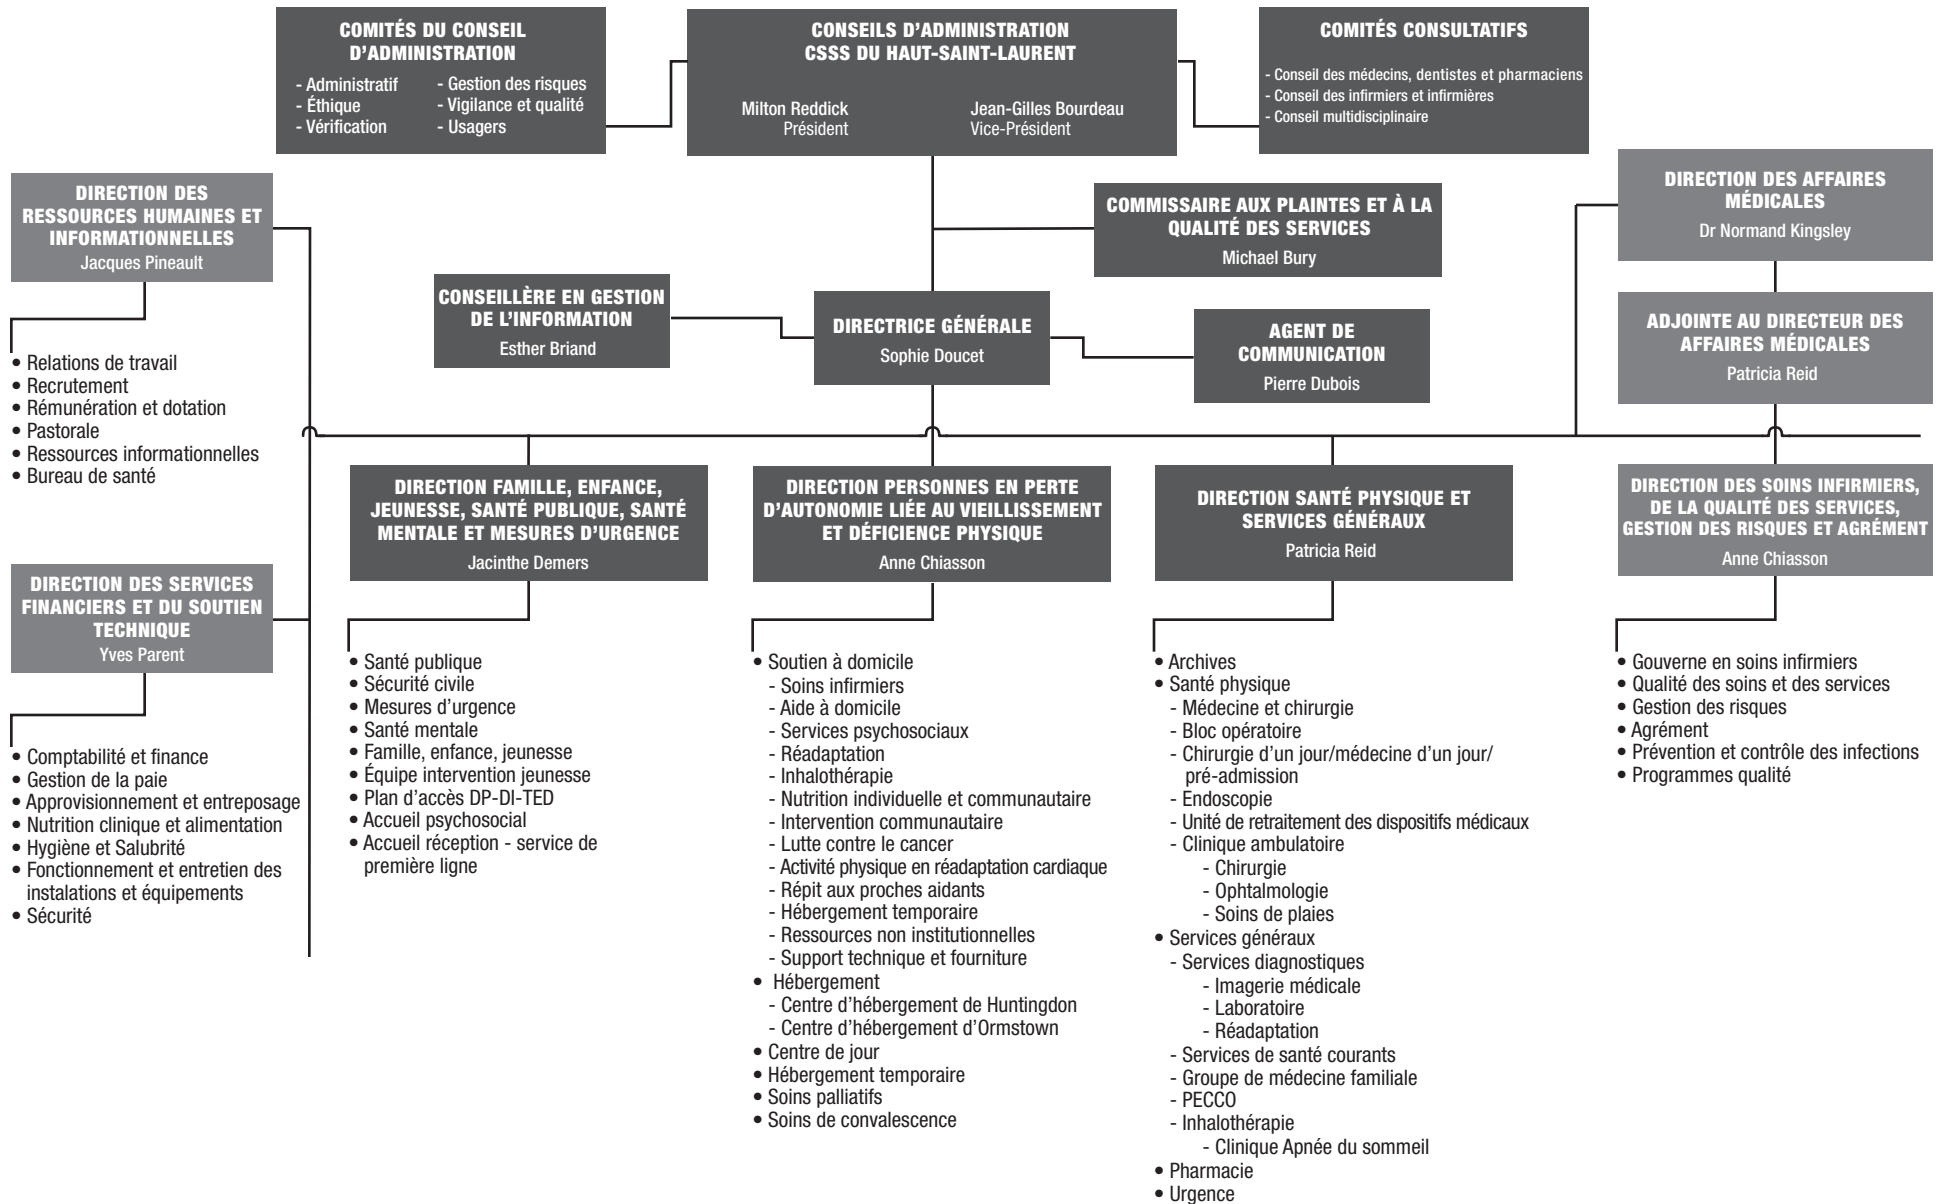 COMITÉS DU CONSEIL
D'ADMINISTRATION
- Administratif
- Éthique
- Vérification
- Gestion des risques
- Vigilance et qualité
- Usagers
CONSEILS D'ADMINISTRATION
CSSS DU HAUT-SAINT-LAURENT
Milton Reddick
Président
Jean-Gilles Bourdeau
Vice-Président
COMITÉS CONSULTATIFS
- Conseil des médecins, dentistes et pharmaciens
- Conseil des infirmiers et infirmières
- Conseil multidisciplinaire
DIRECTION DES
RESSOURCES HUMAINES ET
INFORMATIONNELLES
Jacques Pineault
• Relations de travail
• Recrutement
• Rémunération et dotation
• Pastorale
• Ressources informationnelles
• Bureau de santé
COMMISSAIRE AUX PLAINTES ET À LA
QUALITÉ DES SERVICES
Michael Bury
CONSEILLÈRE EN GESTION
DE L'INFORMATION
Esther Briand
DIRECTRICE GÉNÉRALE
Sophie Doucet
AGENT DE
COMMUNICATION
Pierre Dubois
DIRECTION DES AFFAIRES
MÉDICALES
Dr Normand Kingsley
ADJOINTE AU DIRECTEUR DES
AFFAIRES MÉDICALES
Patricia Reid
DIRECTION DES SERVICES
FINANCIERS ET DU SOUTIEN
TECHNIQUE
Yves Parent
• Comptabilité et finance
• Gestion de la paie
• Approvisionnement et entreposage
• Nutrition clinique et alimentation
• Hygiène et Salubrité
• Fonctionnement et entretien des
instalations et équipements
• Sécurité
DIRECTION FAMILLE, ENFANCE,
JEUNESSE, SANTÉ PUBLIQUE, SANTÉ
MENTALE ET MESURES D'URGENCE
Jacinthe Demers
• Santé publique
• Sécurité civile
• Mesures d'urgence
• Santé mentale
• Famille, enfance, jeunesse
• Équipe intervention jeunesse
• Plan d'accès DP-DI-TED
• Accueil psychosocial
• Accueil réception - service de
première ligne
DIRECTION PERSONNES EN PERTE
D'AUTONOMIE LIÉE AU VIEILLISSEMENT
ET DÉFICIENCE PHYSIQUE
Anne Chiasson
• Soutien à domicile
- Soins infirmiers
- Aide à domicile
- Services psychosociaux
- Réadaptation
- Inhalothérapie
- Nutrition individuelle et communautaire
- Intervention communautaire
- Lutte contre le cancer
- Activité physique en réadaptation cardiaque
- Répit aux proches aidants
- Hébergement temporaire
- Ressources non institutionnelles
- Support technique et fourniture
• Hébergement
- Centre d'hébergement de Huntingdon
- Centre d'hébergement d'Ormstown
• Centre de jour
• Hébergement temporaire
• Soins palliatifs
• Soins de convalescence
DIRECTION SANTÉ PHYSIQUE ET
SERVICES GÉNÉRAUX
Patricia Reid
• Archives
• Santé physique
- Médecine et chirurgie
- Bloc opératoire
- Chirurgie d'un jour/médecine d'un jour/
pré-admission
- Endoscopie
- Unité de retraitement des dispositifs médicaux
- Clinique ambulatoire
- Chirurgie
- Ophtalmologie
- Soins de plaies
• Services généraux
- Services diagnostiques
- Imagerie médicale
- Laboratoire
- Réadaptation
- Services de santé courants
- Groupe de médecine familiale
- PECCO
- Inhalothérapie
- Clinique Apnée du sommeil
• Pharmacie
• Urgence
DIRECTION DES SOINS INFIRMIERS,
DE LA QUALITÉ DES SERVICES,
GESTION DES RISQUES ET AGRÉMENT
Anne Chiasson
• Gouverne en soins infirmiers
• Qualité des soins et des services
• Gestion des risques
• Agrément
• Prévention et contrôle des infections
• Programmes qualité